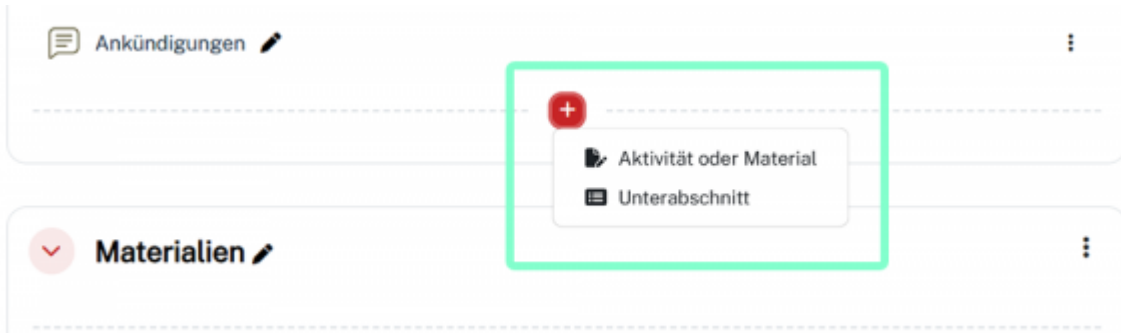 Ankündigungen
+
Aktivität oder Material
Unterabschnitt
Materialien